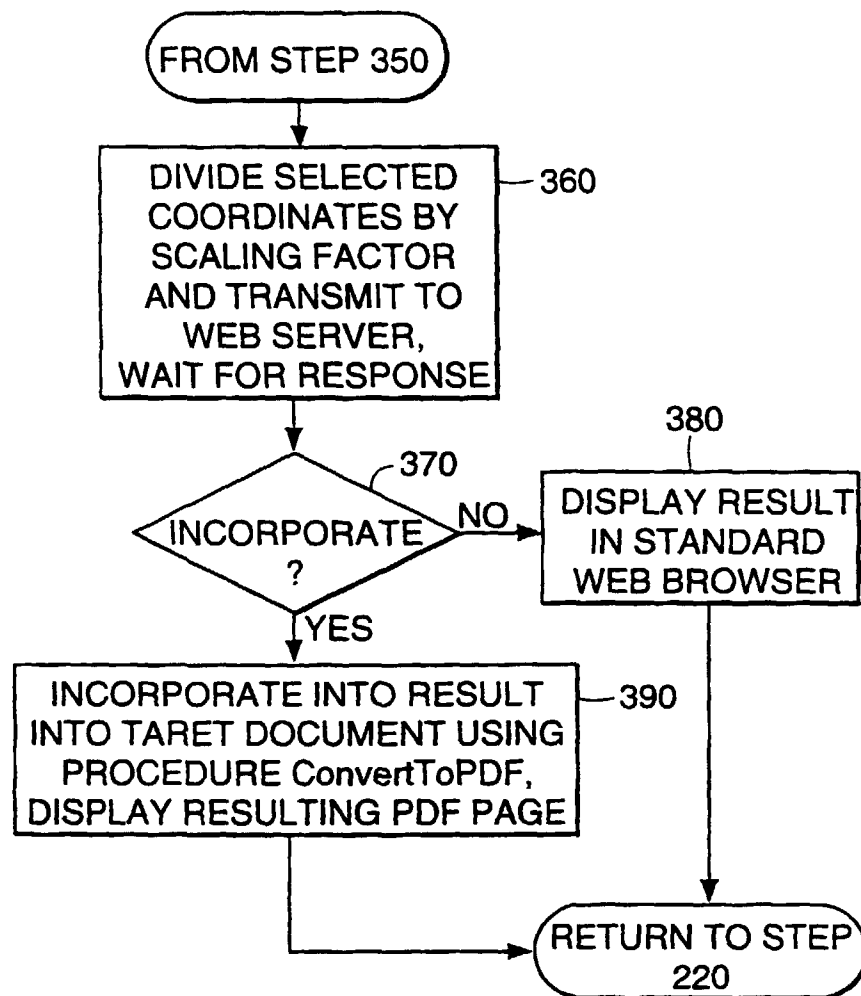 FROM STEP 350
DIVIDE SELECTED
COORDINATES BY
SCALING FACTOR
AND TRANSMIT TO
WEB SERVER,
WAIT FOR RESPONSE
360
370
INCORPORATE
?
NO
YES
380
DISPLAY RESULT
IN STANDARD
WEB BROWSER
INCORPORATE INTO RESULT
INTO TARET DOCUMENT USING
PROCEDURE ConvertToPDF,
DISPLAY RESULTING PDF PAGE
390
RETURN TO STEP
220